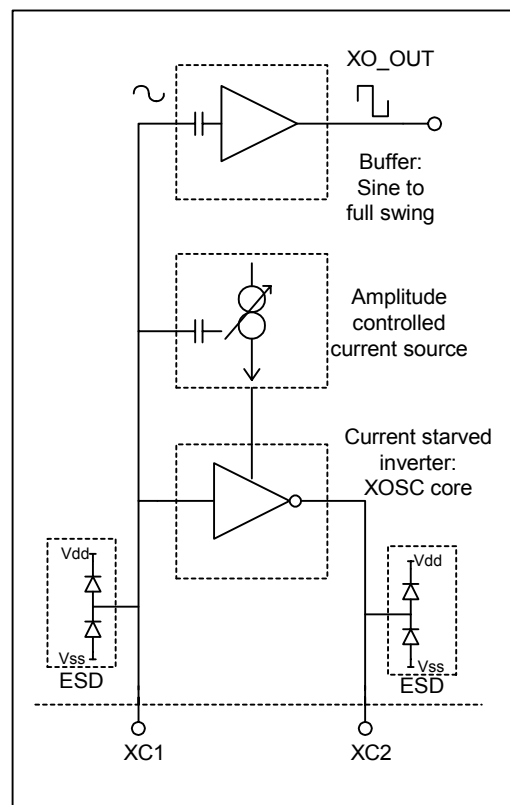 XO_OUT
Buffer:
Sine to
full swing
Amplitude
controlled
current source
Current starved
inverter:
XOSC core
Vdd
Vss
ESD
Vdd
Vss
ESD
XC1
XC2